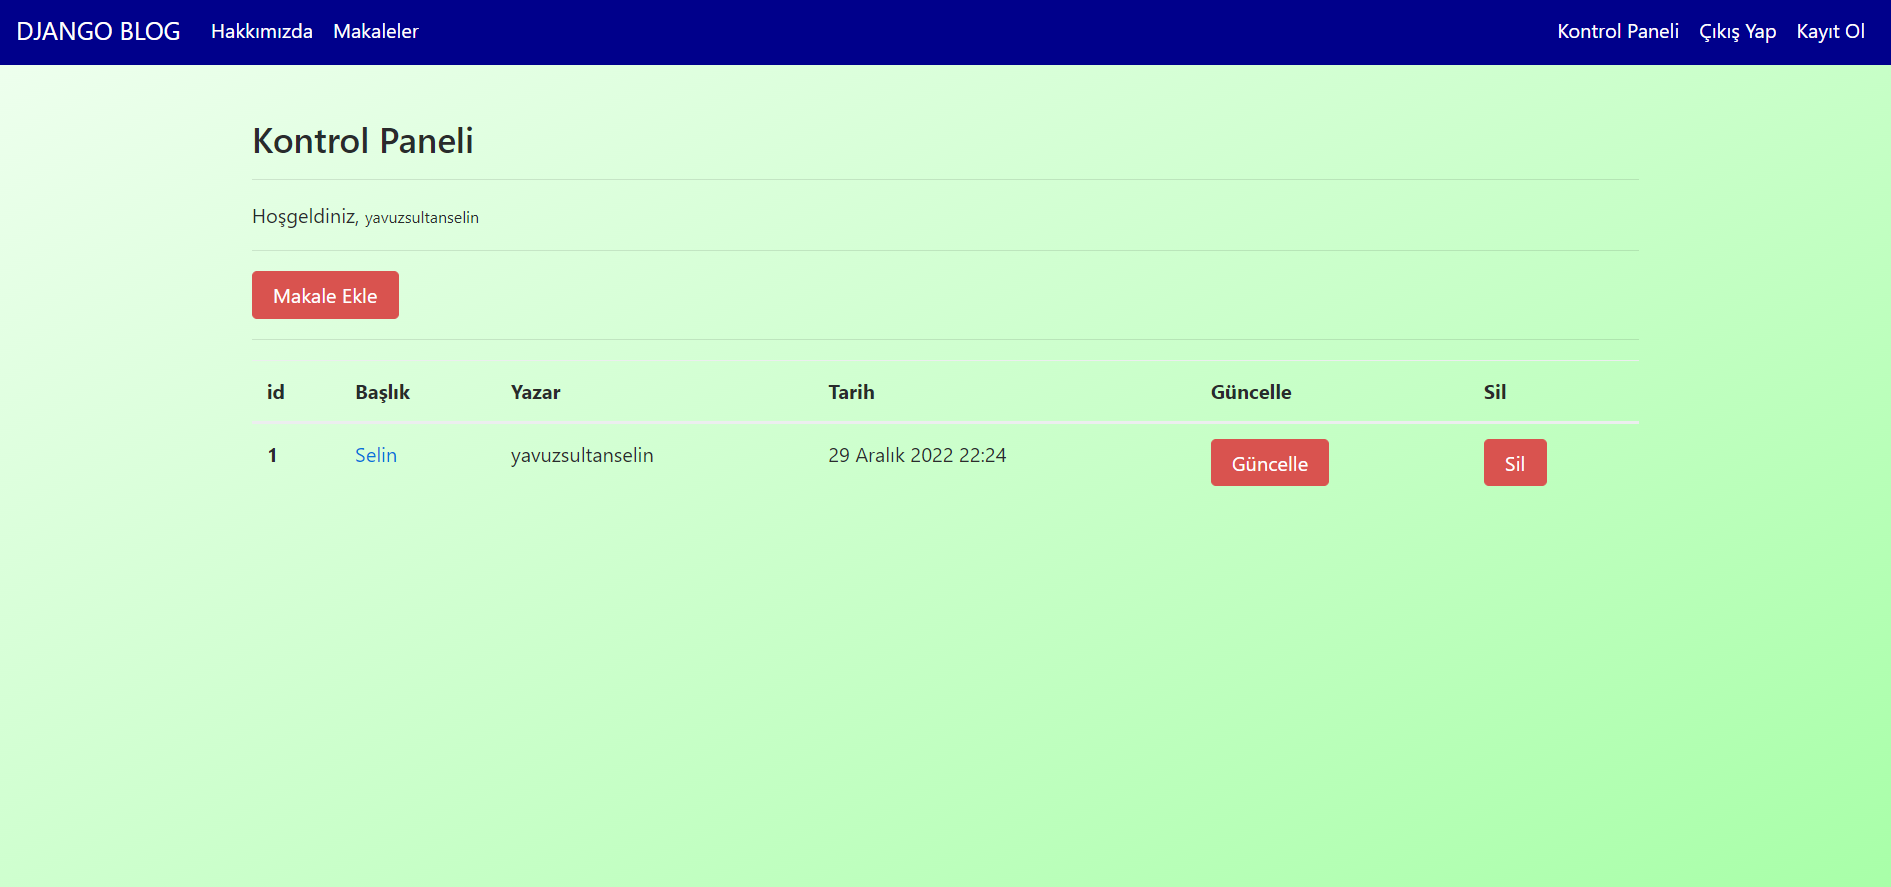 DJANGO BLOG Hakkımızda Makaleler Kontrol Paneli Çıkış Yap Kayıt Ol
Kontrol Paneli
Hoşgeldiniz, yavuzsultanselin
Makale Ekle
id Başlık Yazar Tarih Güncelle Sil
1 Selin yavuzsultanselin 29 Aralık 2022 22:24 Güncelle Sil